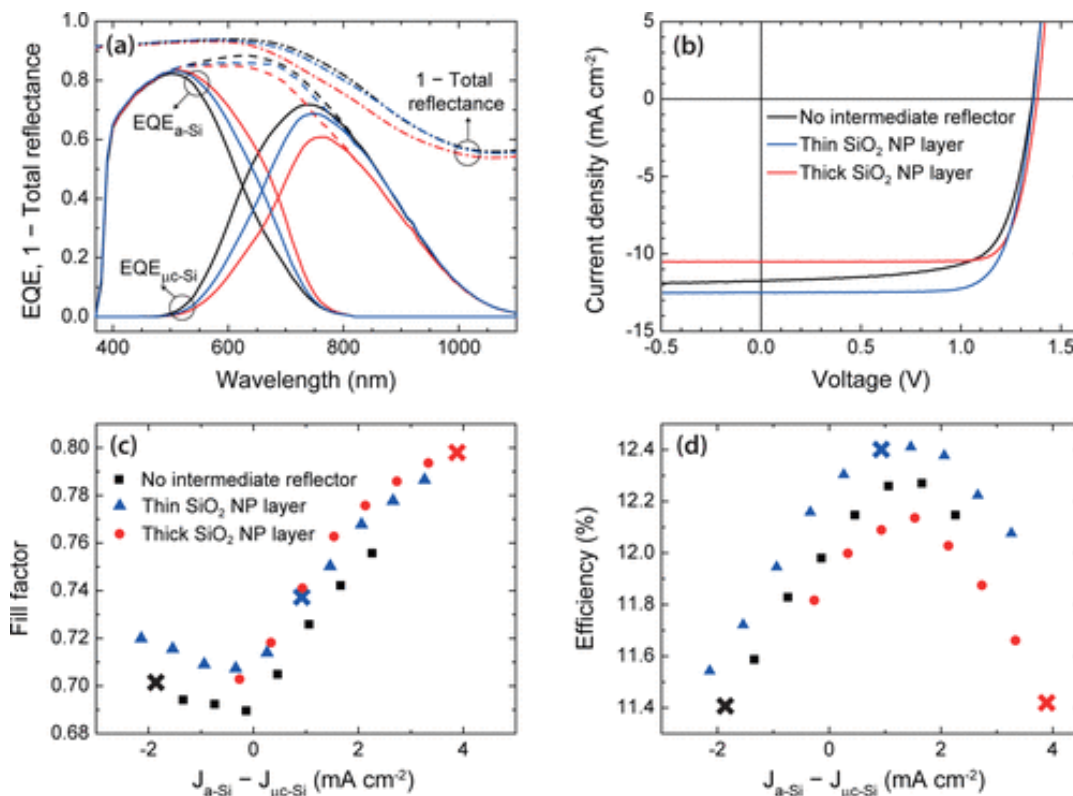 (a)
EQE, 1 − Total reflectance
1.0
0.8
0.6
0.4
0.2
0.0
EQEa-Si
EQEμc-Si
1 − Total
reflectance
400
600
800
1000
Wavelength (nm)
(b)
Current density (mA cm-2)
5
0
-5
-10
-15
No intermediate reflector
Thin SiO2 NP layer
Thick SiO2 NP layer
-0.5
0.0
0.5
1.0
1.5
Voltage (V)
(c)
Fill factor
0.80
0.78
0.76
0.74
0.72
0.70
0.68
No intermediate reflector
Thin SiO2 NP layer
Thick SiO2 NP layer
-2
0
2
4
Ja-Si − Jμc-Si (mA cm-2)
(d)
Efficiency (%)
12.4
12.2
12.0
11.8
11.6
11.4
-2
0
2
4
Ja-Si − Jμc-Si (mA cm-2)